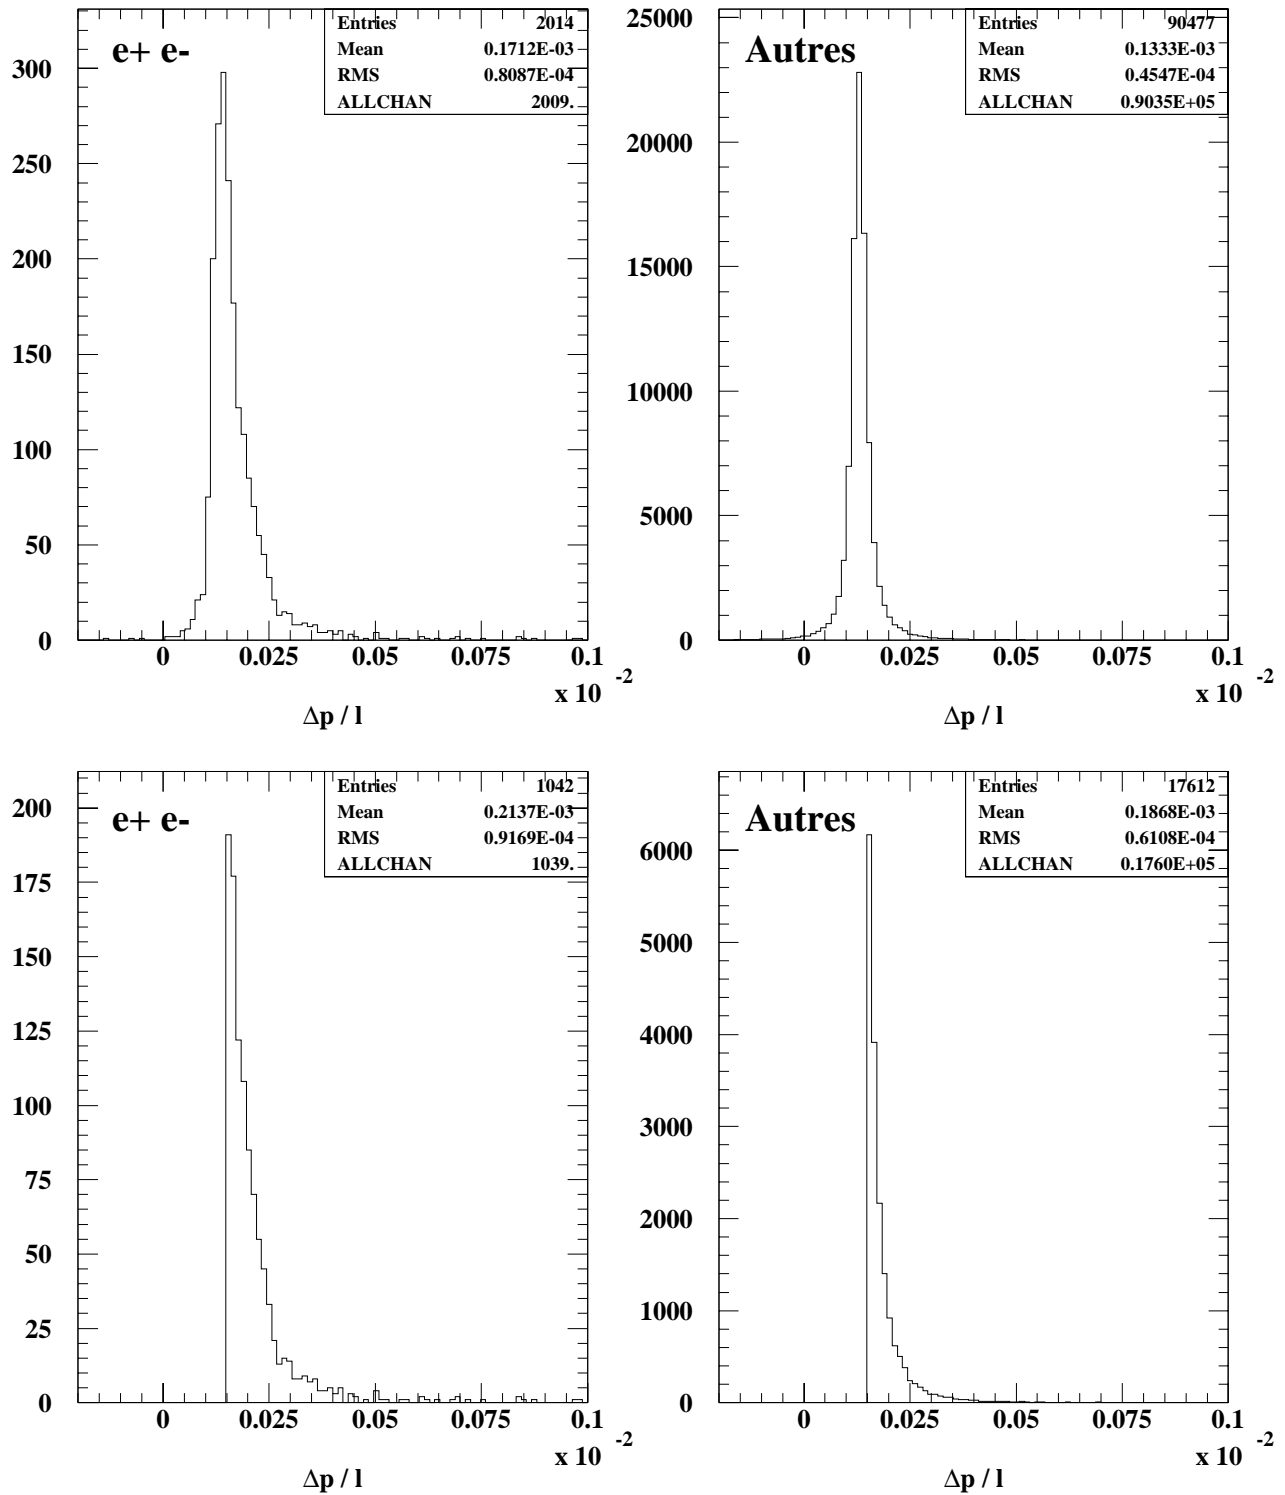 e+ e-
Entries 2014
Mean 0.1712E-03
RMS 0.8087E-04
ALLCHAN 2009.
300
250
200
150
100
50
0
0 0.025 0.05 0.075 0.1
x 10 -2
Δp / l
Autres
Entries 90477
Mean 0.1333E-03
RMS 0.4547E-04
ALLCHAN 0.9035E+05
25000
20000
15000
10000
5000
0
0 0.025 0.05 0.075 0.1
x 10 -2
Δp / l
e+ e-
Entries 1042
Mean 0.2137E-03
RMS 0.9169E-04
ALLCHAN 1039.
200
175
150
125
100
75
50
25
0
0 0.025 0.05 0.075 0.1
x 10 -2
Δp / l
Autres
Entries 17612
Mean 0.1868E-03
RMS 0.6108E-04
ALLCHAN 0.1760E+05
6000
5000
4000
3000
2000
1000
0
0 0.025 0.05 0.075 0.1
x 10 -2
Δp / l